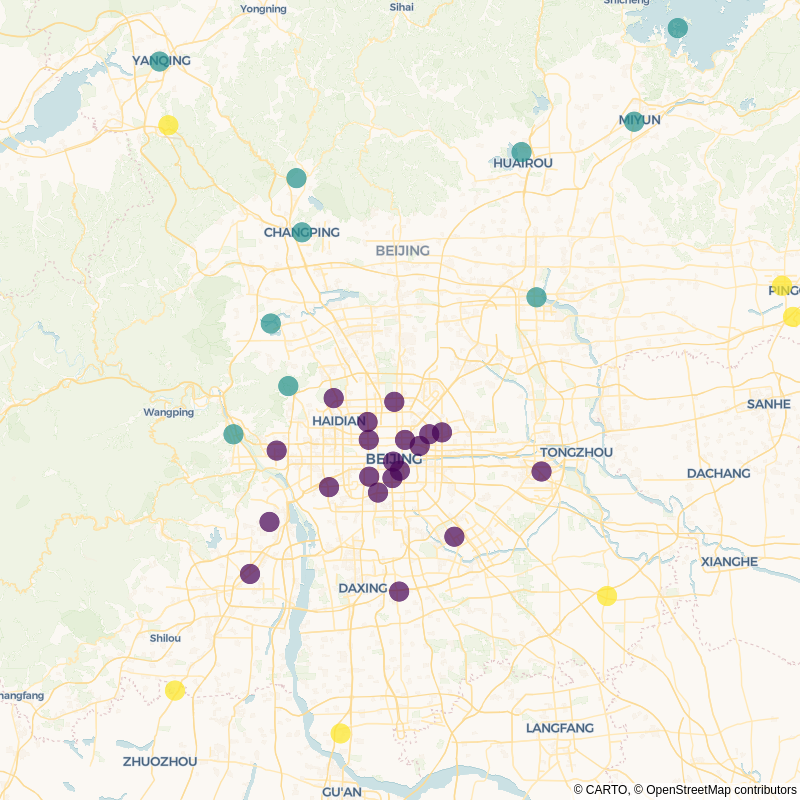 Shicheng
Yongning
Sihai
YANQING
MIYUN
HUAIROU
CHANGPING
BEIJING
PINGG
SANHE
Wangping
HAIDIAN
BEIJING
TONGZHOU
DACHANG
XIANGHE
DAXING
Shilou
hangfang
LANGFANG
ZHUOZHOU
GU'AN
© CARTO, © OpenStreetMap contributors